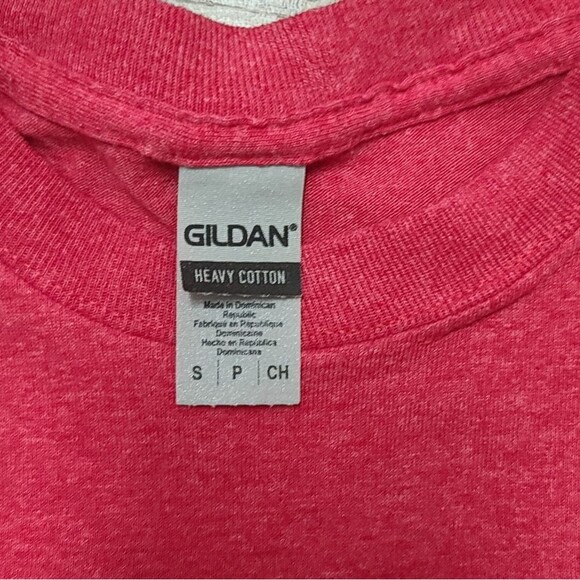 GILDAN®
HEAVY COTTON
Made in Dominican
Republic
Fabriqué en République
Dominicaine
Hecho en República
Dominicana
S | P | CH